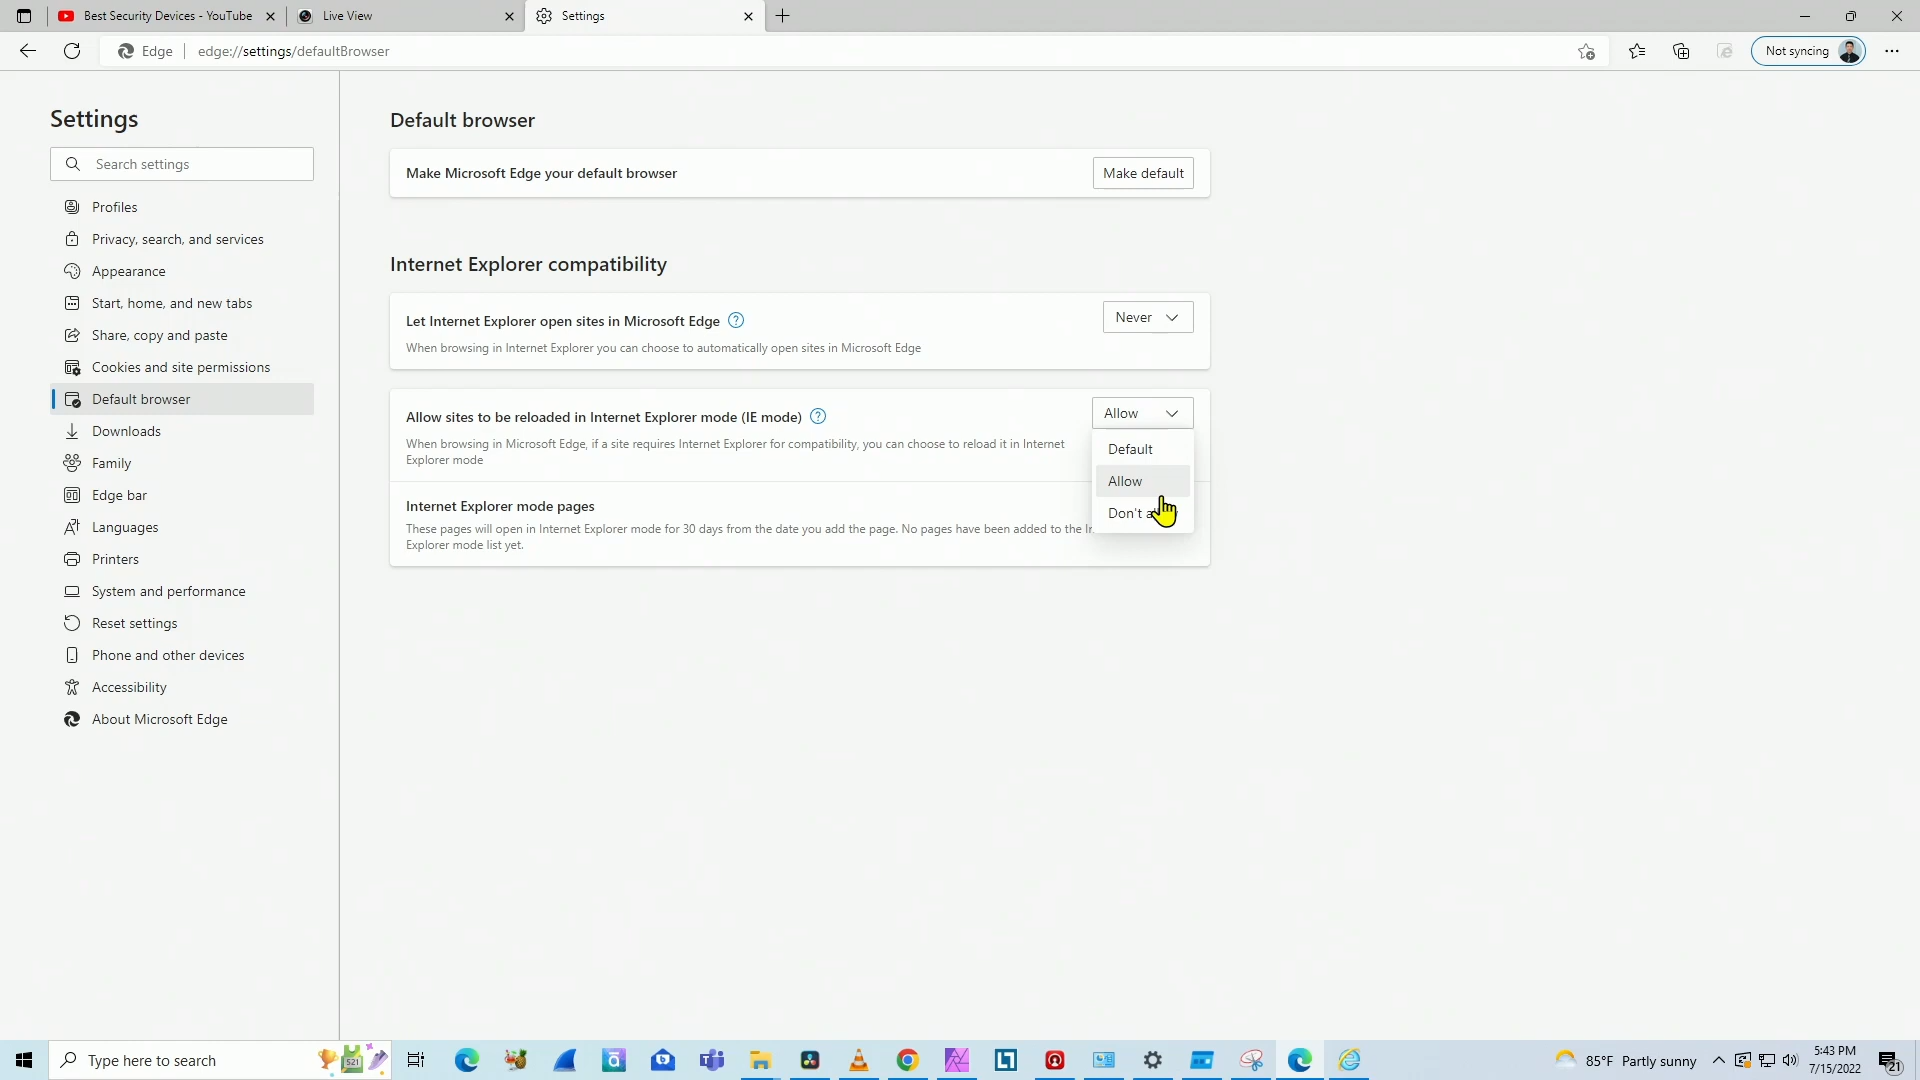 Best Security Devices - YouTube
Live View
Settings
Edge
edge://settings/defaultBrowser
Not syncing
Settings
Search settings
Profiles
Privacy, search, and services
Appearance
Start, home, and new tabs
Share, copy and paste
Cookies and site permissions
Default browser
Downloads
Family
Edge bar
Languages
Printers
System and performance
Reset settings
Phone and other devices
Accessibility
About Microsoft Edge
Default browser
Make Microsoft Edge your default browser
Make default
Internet Explorer compatibility
Let Internet Explorer open sites in Microsoft Edge
Never
When browsing in Internet Explorer you can choose to automatically open sites in Microsoft Edge
Allow sites to be reloaded in Internet Explorer mode (IE mode)
Allow
When browsing in Microsoft Edge, if a site requires Internet Explorer for compatibility, you can choose to reload it in Internet
Explorer mode
Default
Allow
Don't
Internet Explorer mode pages
These pages will open in Internet Explorer mode for 30 days from the date you add the page. No pages have been added to the
Explorer mode list yet.
Type here to search
521
85°F Partly sunny
5:43 PM
7/15/2022
21